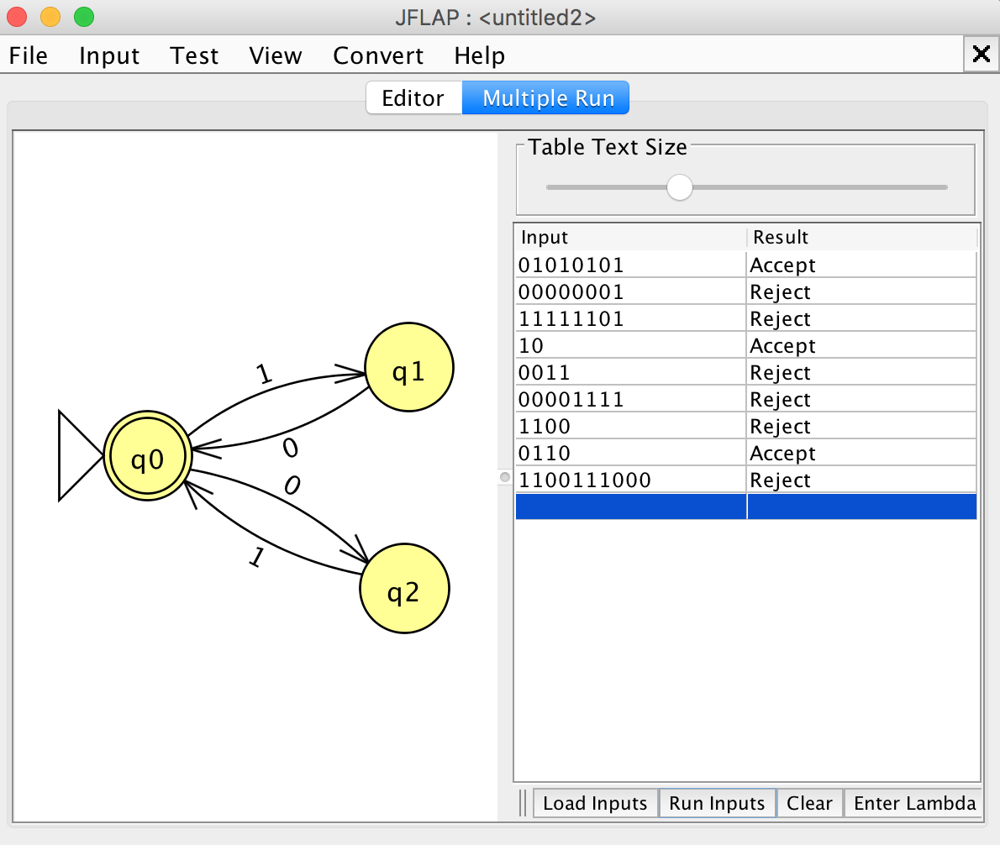 JFLAP : <untitled2>
File Input Test View Convert Help
Editor Multiple Run
Table Text Size
Input Result
01010101 Accept
00000001 Reject
11111101 Reject
10 Accept
0011 Reject
00001111 Reject
1100 Reject
0110 Accept
1100111000 Reject
1
q1
q0
0
0
1
q2
Load Inputs Run Inputs Clear Enter Lambda